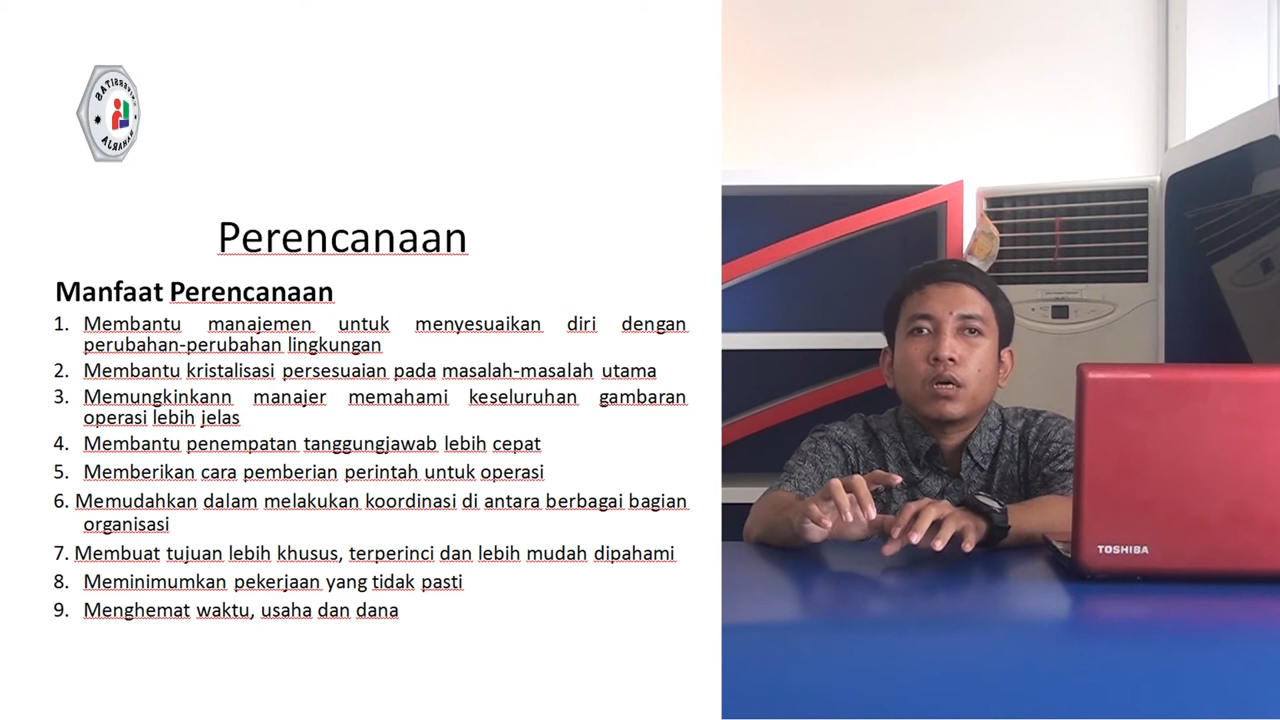 UNIVERSITAS
RAHARJA
Perencanaan
Manfaat Perencanaan
1. Membantu manajemen untuk menyesuaikan diri dengan
perubahan-perubahan lingkungan
2. Membantu kristalisasi persesuaian pada masalah-masalah utama
3. Memungkinkann manajer memahami keseluruhan gambaran
operasi lebih jelas
4. Membantu penempatan tanggungjawab lebih cepat
5. Memberikan cara pemberian perintah untuk operasi
6. Memudahkan dalam melakukan koordinasi di antara berbagai bagian
organisasi
7. Membuat tujuan lebih khusus, terperinci dan lebih mudah dipahami
8. Meminimumkan pekerjaan yang tidak pasti
9. Menghemat waktu, usaha dan dana
TOSHIBA